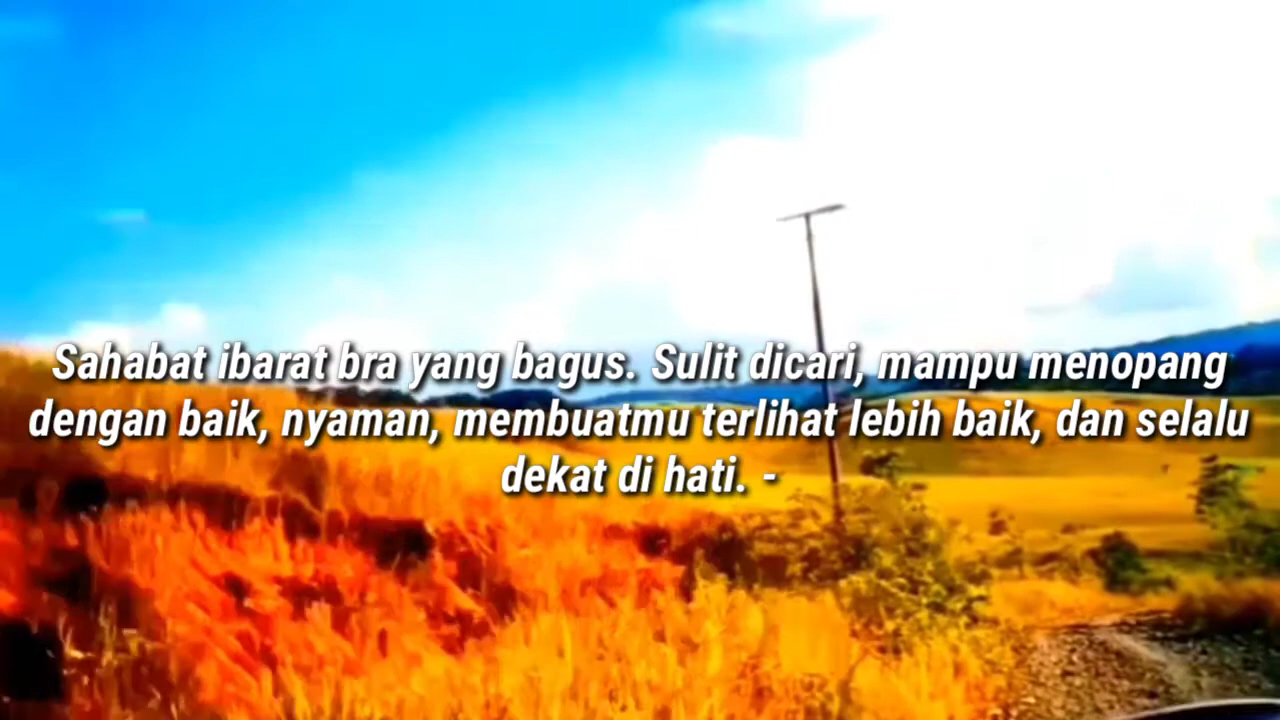 Sahabat ibarat bra yang bagus. Sulit dicari, mampu menopang
dengan baik, nyaman, membuatmu terlihat lebih baik, dan selalu
dekat di hati. -